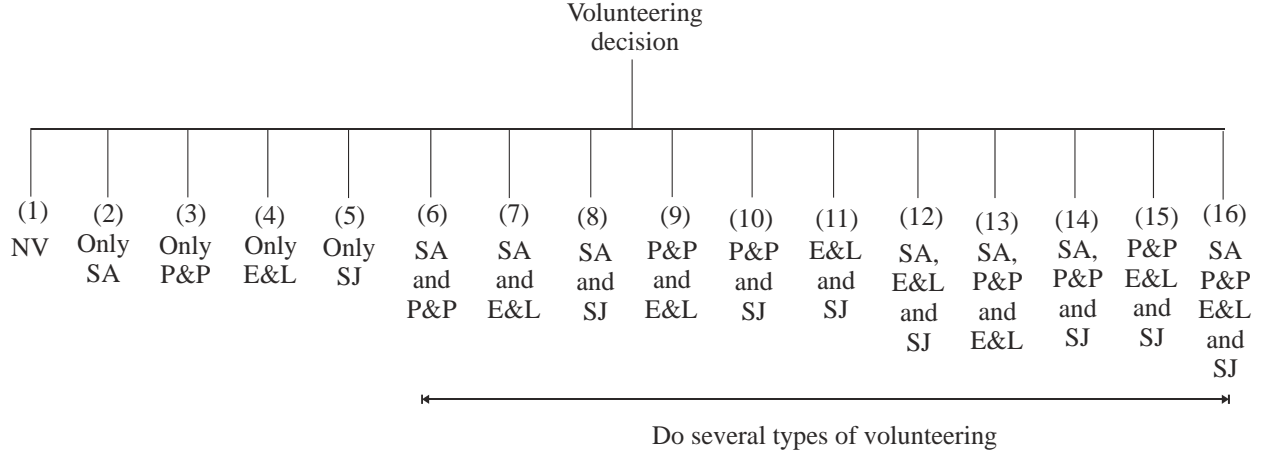 Volunteering
decision
(1)
NV
(2)
Only
SA
(3)
Only
P&P
(4)
Only
E&L
(5)
Only
SJ
(6)
SA
and
P&P
(7)
SA
and
E&L
(8)
SA
and
SJ
(9)
P&P
and
E&L
(10)
P&P
and
SJ
(11)
E&L
and
SJ
(12)
SA,
E&L
and
SJ
(13)
SA,
P&P
and
E&L
(14)
SA,
P&P
and
SJ
(15)
P&P
E&L
and
SJ
(16)
SA
P&P
E&L
and
SJ
Do several types of volunteering